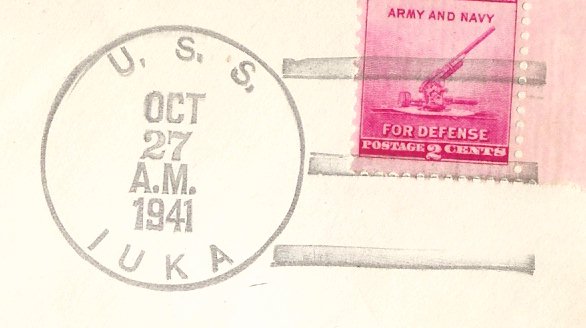 U. S. S.
OCT
27
A.M.
1941
IUKA
ARMY AND NAVY
FOR DEFENSE
POSTAGE 2 CENTS